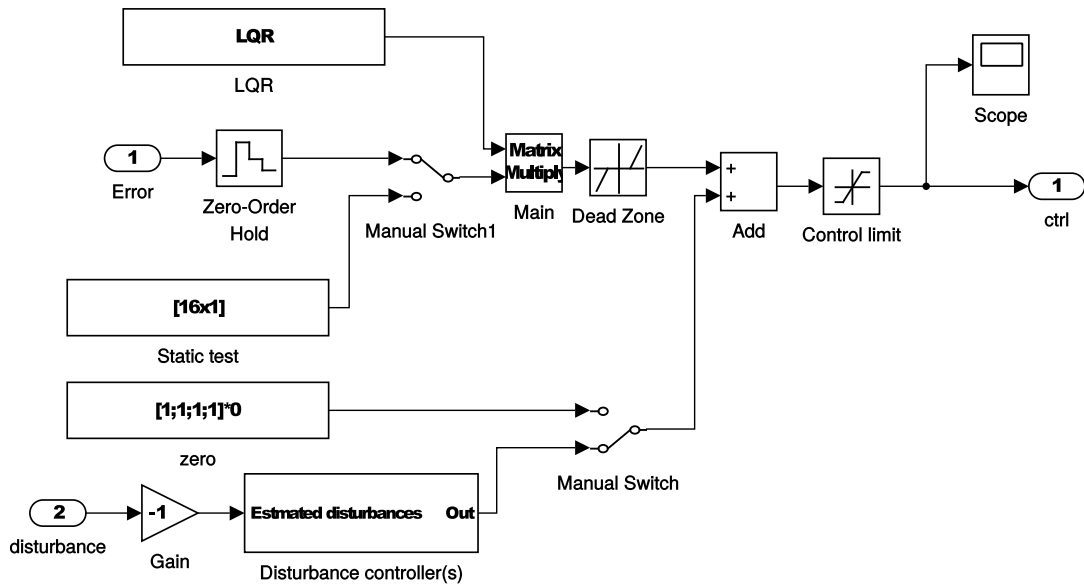 LQR
LQR
Scope
1
Error
Zero-Order
Hold
Manual Switch1
Matrix
Multiply
Main
Dead Zone
+
+
Add
Control limit
1
ctrl
[16x1]
Static test
[1;1;1;1]*0
zero
Manual Switch
2
disturbance
-1
Gain
Estmated disturbances Out
Disturbance controller(s)